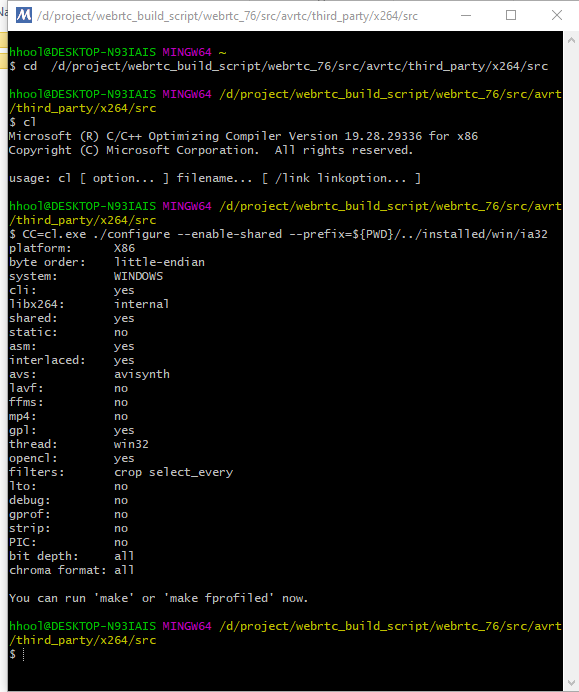 /d/project/webrtc_build_script/webrtc_76/src/avrtc/third_party/x264/src
hhool@DESKTOP-N93IAIS MINGW64 ~
$ cd  /d/project/webrtc_build_script/webrtc_76/src/avrtc/third_party/x264/src
hhool@DESKTOP-N93IAIS MINGW64 /d/project/webrtc_build_script/webrtc_76/src/avrt
/third_party/x264/src
$ cl
Microsoft (R) C/C++ Optimizing Compiler Version 19.28.29336 for x86
Copyright (C) Microsoft Corporation.  All rights reserved.
usage: cl [ option... ] filename... [ /link linkoption... ]
hhool@DESKTOP-N93IAIS MINGW64 /d/project/webrtc_build_script/webrtc_76/src/avrt
/third_party/x264/src
$ CC=cl.exe ./configure --enable-shared --prefix=${PWD}/../installed/win/ia32
platform:      X86
byte order:    little-endian
system:        WINDOWS
cli:           yes
libx264:       internal
shared:        yes
static:        no
asm:           yes
interlaced:    yes
avs:           avisynth
lavf:          no
ffms:          no
mp4:           no
gpl:           yes
thread:        win32
opencl:        yes
filters:       crop select_every
lto:           no
debug:         no
gprof:         no
strip:         no
PIC:           no
bit depth:     all
chroma format: all
You can run 'make' or 'make fprofiled' now.
hhool@DESKTOP-N93IAIS MINGW64 /d/project/webrtc_build_script/webrtc_76/src/avrt
/third_party/x264/src
$